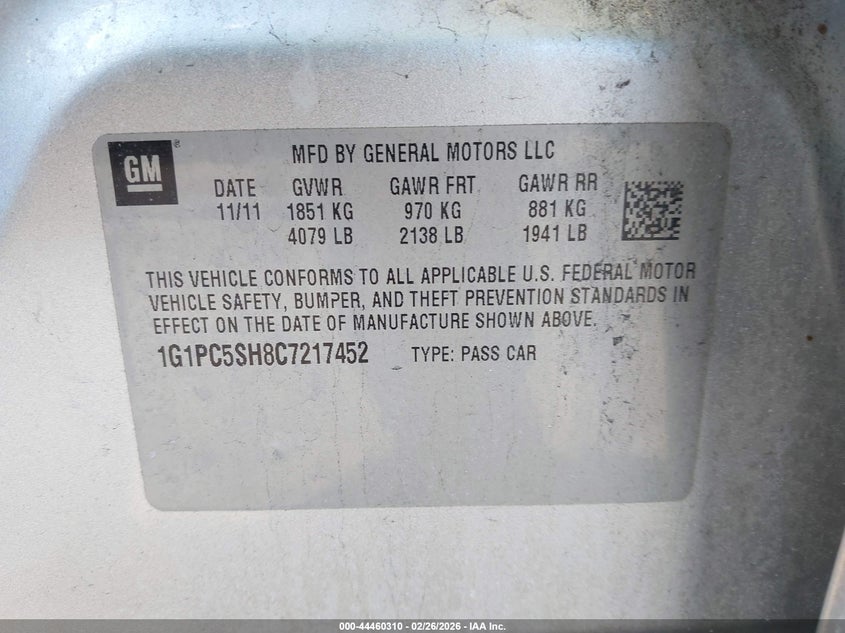 GM
MFD BY GENERAL MOTORS LLC
DATE GVWR GAWR FRT GAWR RR
11/11 1851 KG 970 KG 881 KG
4079 LB 2138 LB 1941 LB
THIS VEHICLE CONFORMS TO ALL APPLICABLE U.S. FEDERAL MOTOR
VEHICLE SAFETY, BUMPER, AND THEFT PREVENTION STANDARDS IN
EFFECT ON THE DATE OF MANUFACTURE SHOWN ABOVE.
1G1PC5SH8C7217452 TYPE: PASS CAR
000-44460310 - 02/26/2026 - IAA Inc.